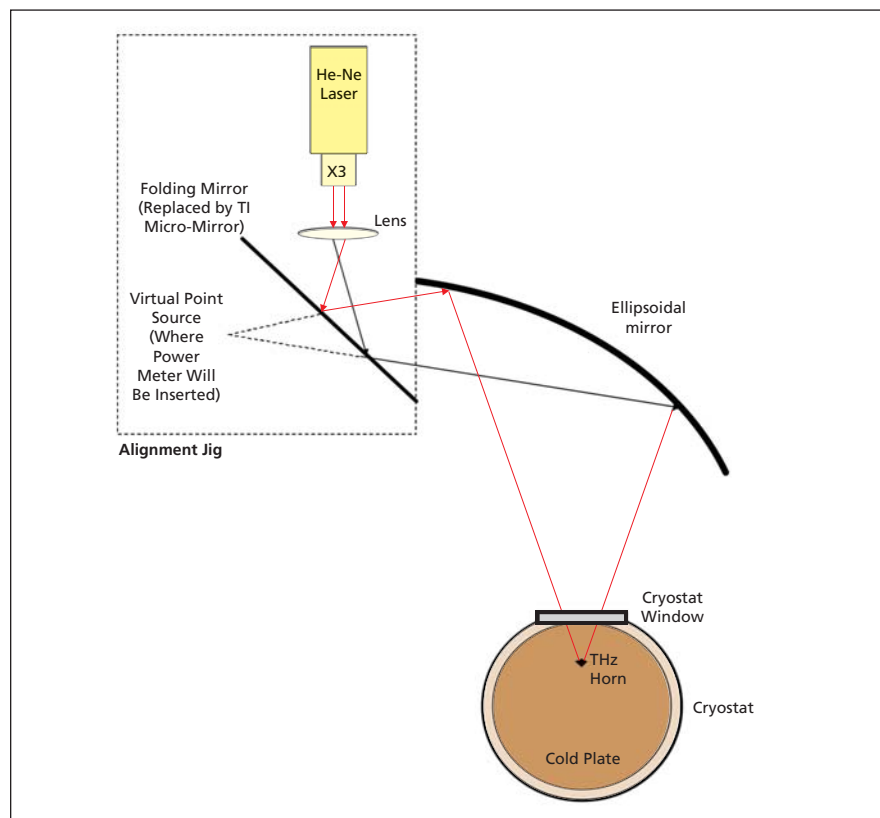 He-Ne
Laser
X3
Folding Mirror
(Replaced by TI
Micro-Mirror)
Lens
Virtual Point
Source
(Where
Power
Meter Will
Be Inserted)
Ellipsoidal
mirror
Alignment Jig
Cryostat
Window
THz
Horn
Cryostat
Cold Plate